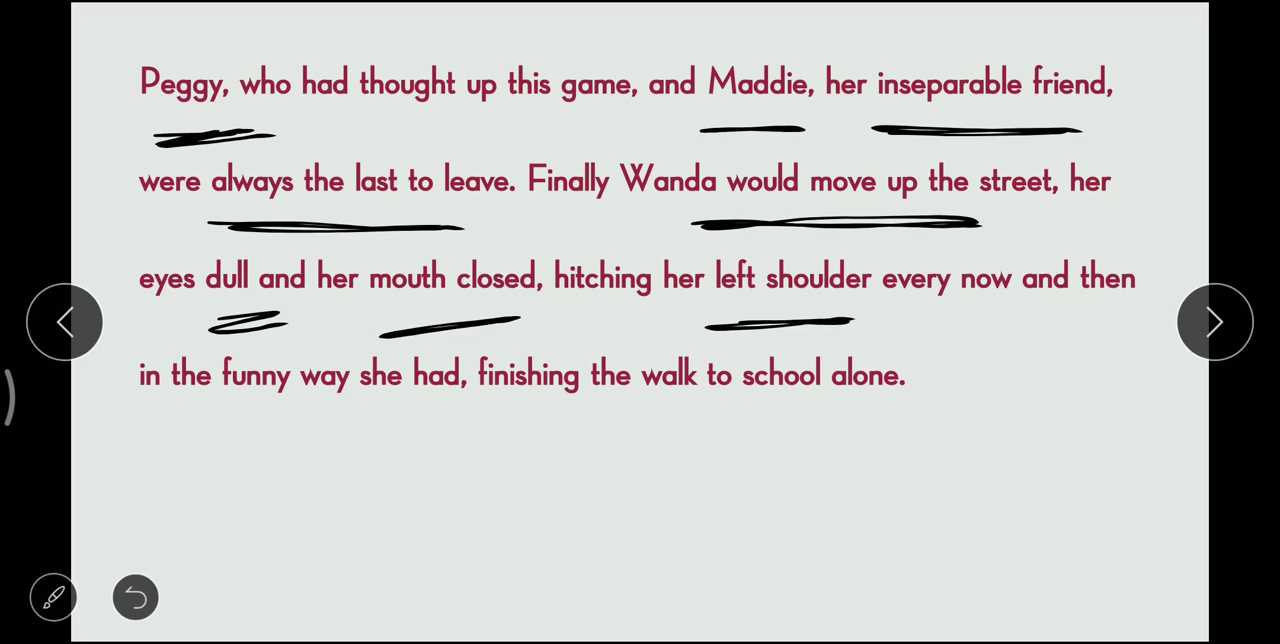 Peggy, who had thought up this game, and Maddie, her inseparable friend,
were always the last to leave. Finally Wanda would move up the street, her
eyes dull and her mouth closed, hitching her left shoulder every now and then
in the funny way she had, finishing the walk to school alone.